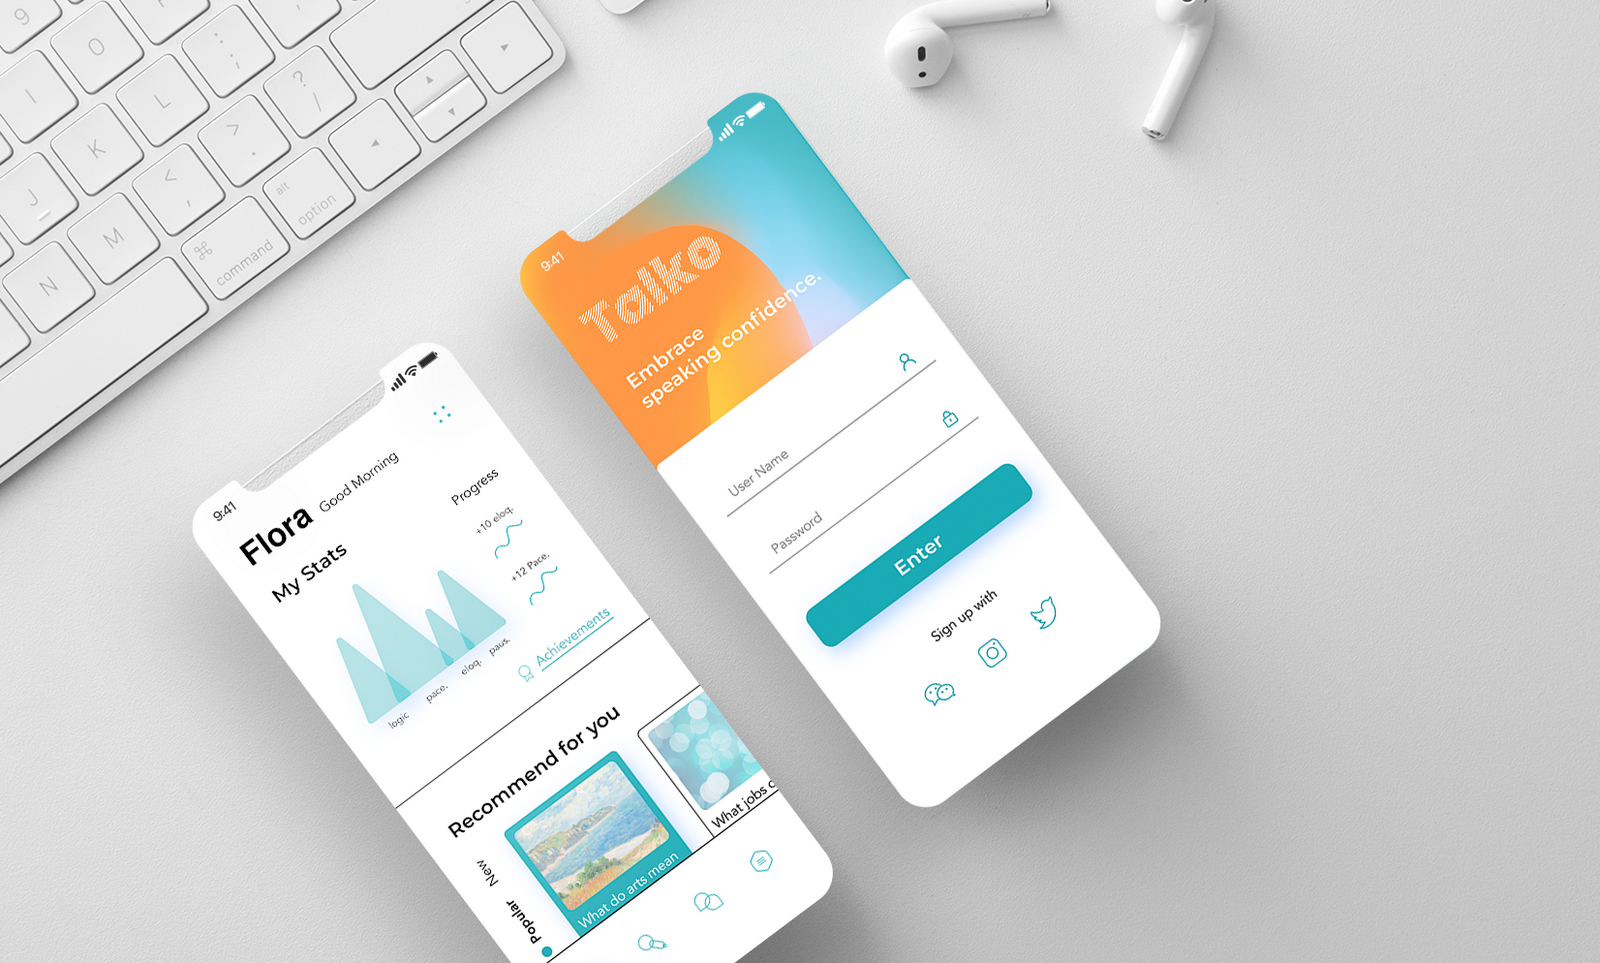 9
O
:
;
I
L
?
/
K
>
.
J
<
,
alt
option
M
⌘
command
N
9:41
Talko
Embrace
speaking confidence.
User Name
Password
Enter
Sign up with
9:41
Flora Good Morning
My Stats
Progress
+10 eloq.
+12 Pace.
logic
pace.
eloq.
paus.
Achievements
Recommend for you
New
Popular
What do arts mean
What jobs